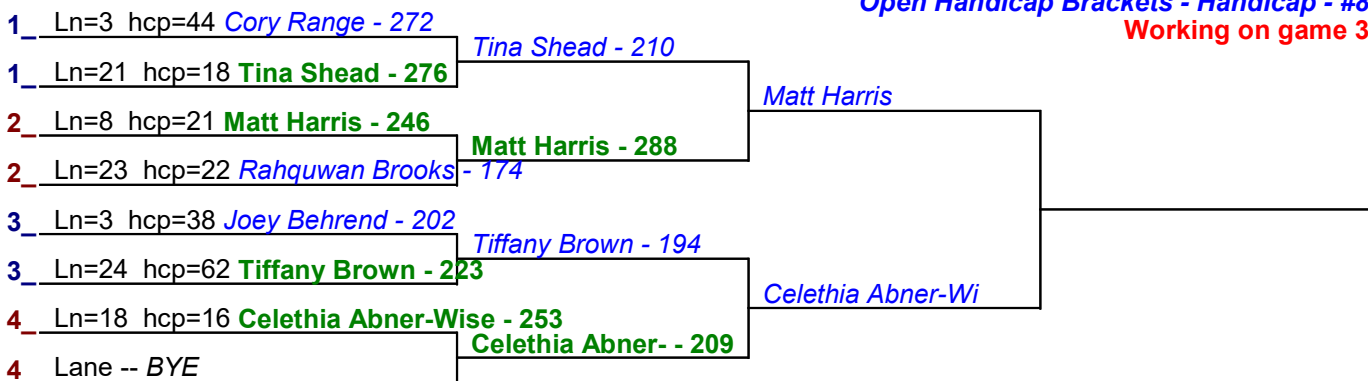 Open Handicap Brackets - Handicap - #8
Working on game 3
1_ Ln=3 hcp=44 Cory Range - 272
Tina Shead - 210
1_ Ln=21 hcp=18 Tina Shead - 276
Matt Harris
2_ Ln=8 hcp=21 Matt Harris - 246
Matt Harris - 288
2_ Ln=23 hcp=22 Rahquwan Brooks - 174
3_ Ln=3 hcp=38 Joey Behrend - 202
Tiffany Brown - 194
3_ Ln=24 hcp=62 Tiffany Brown - 223
Celethia Abner-Wi
4_ Ln=18 hcp=16 Celethia Abner-Wise - 253
Celethia Abner- - 209
4 Lane -- BYE